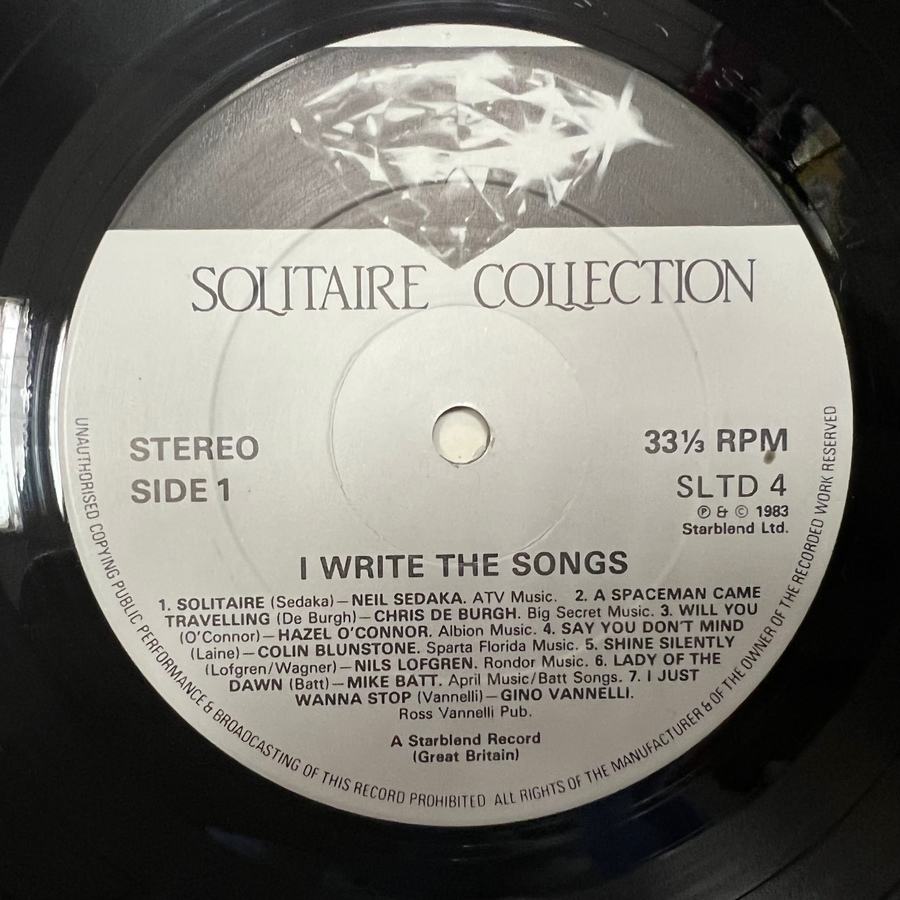 SOLITAIRE COLLECTION
STEREO
SIDE 1
33⅓ RPM
SLTD 4
℗ & © 1983
Starblend Ltd.
I WRITE THE SONGS
1. SOLITAIRE (Sedaka)—NEIL SEDAKA. ATV Music. 2. A SPACEMAN CAME
TRAVELLING (De Burgh)—CHRIS DE BURGH. Big Secret Music. 3. WILL YOU
(O'Connor)—HAZEL O'CONNOR. Albion Music. 4. SAY YOU DON'T MIND
(Laine)—COLIN BLUNSTONE. Sparta Florida Music. 5. SHINE SILENTLY
(Lofgren/Wagner)—NILS LOFGREN. Rondor Music. 6. LADY OF THE
DAWN (Batt)—MIKE BATT. April Music/Batt Songs. 7. I JUST
WANNA STOP (Vannelli)—GINO VANNELLI.
Ross Vannelli Pub.
A Starblend Record
(Great Britain)
UNAUTHORISED COPYING PUBLIC PERFORMANCE & BROADCASTING OF THIS RECORD PROHIBITED ALL RIGHTS OF THE MANUFACTURER & OF THE OWNER OF THE RECORDED WORK RESERVED